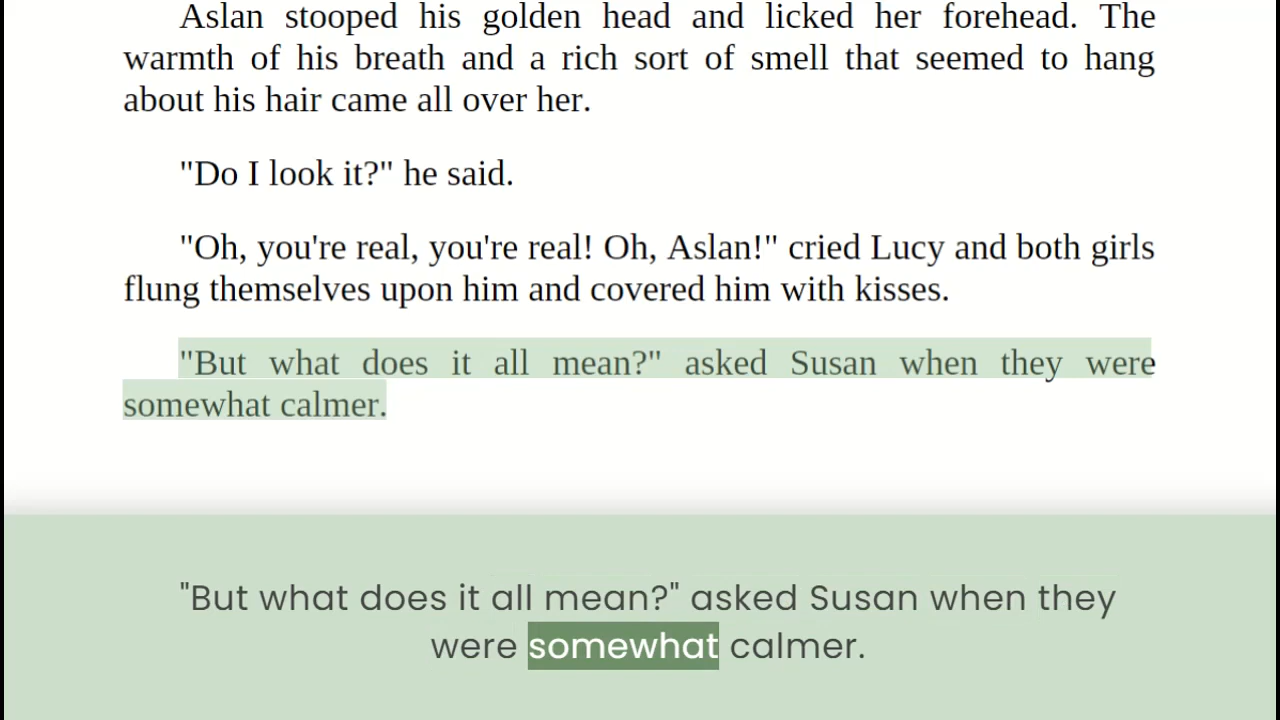 Aslan stooped his golden head and licked her forehead. The
warmth of his breath and a rich sort of smell that seemed to hang
about his hair came all over her.
"Do I look it?" he said.
"Oh, you're real, you're real! Oh, Aslan!" cried Lucy and both girls
flung themselves upon him and covered him with kisses.
"But what does it all mean?" asked Susan when they were
somewhat calmer.
"But what does it all mean?" asked Susan when they
were somewhat calmer.